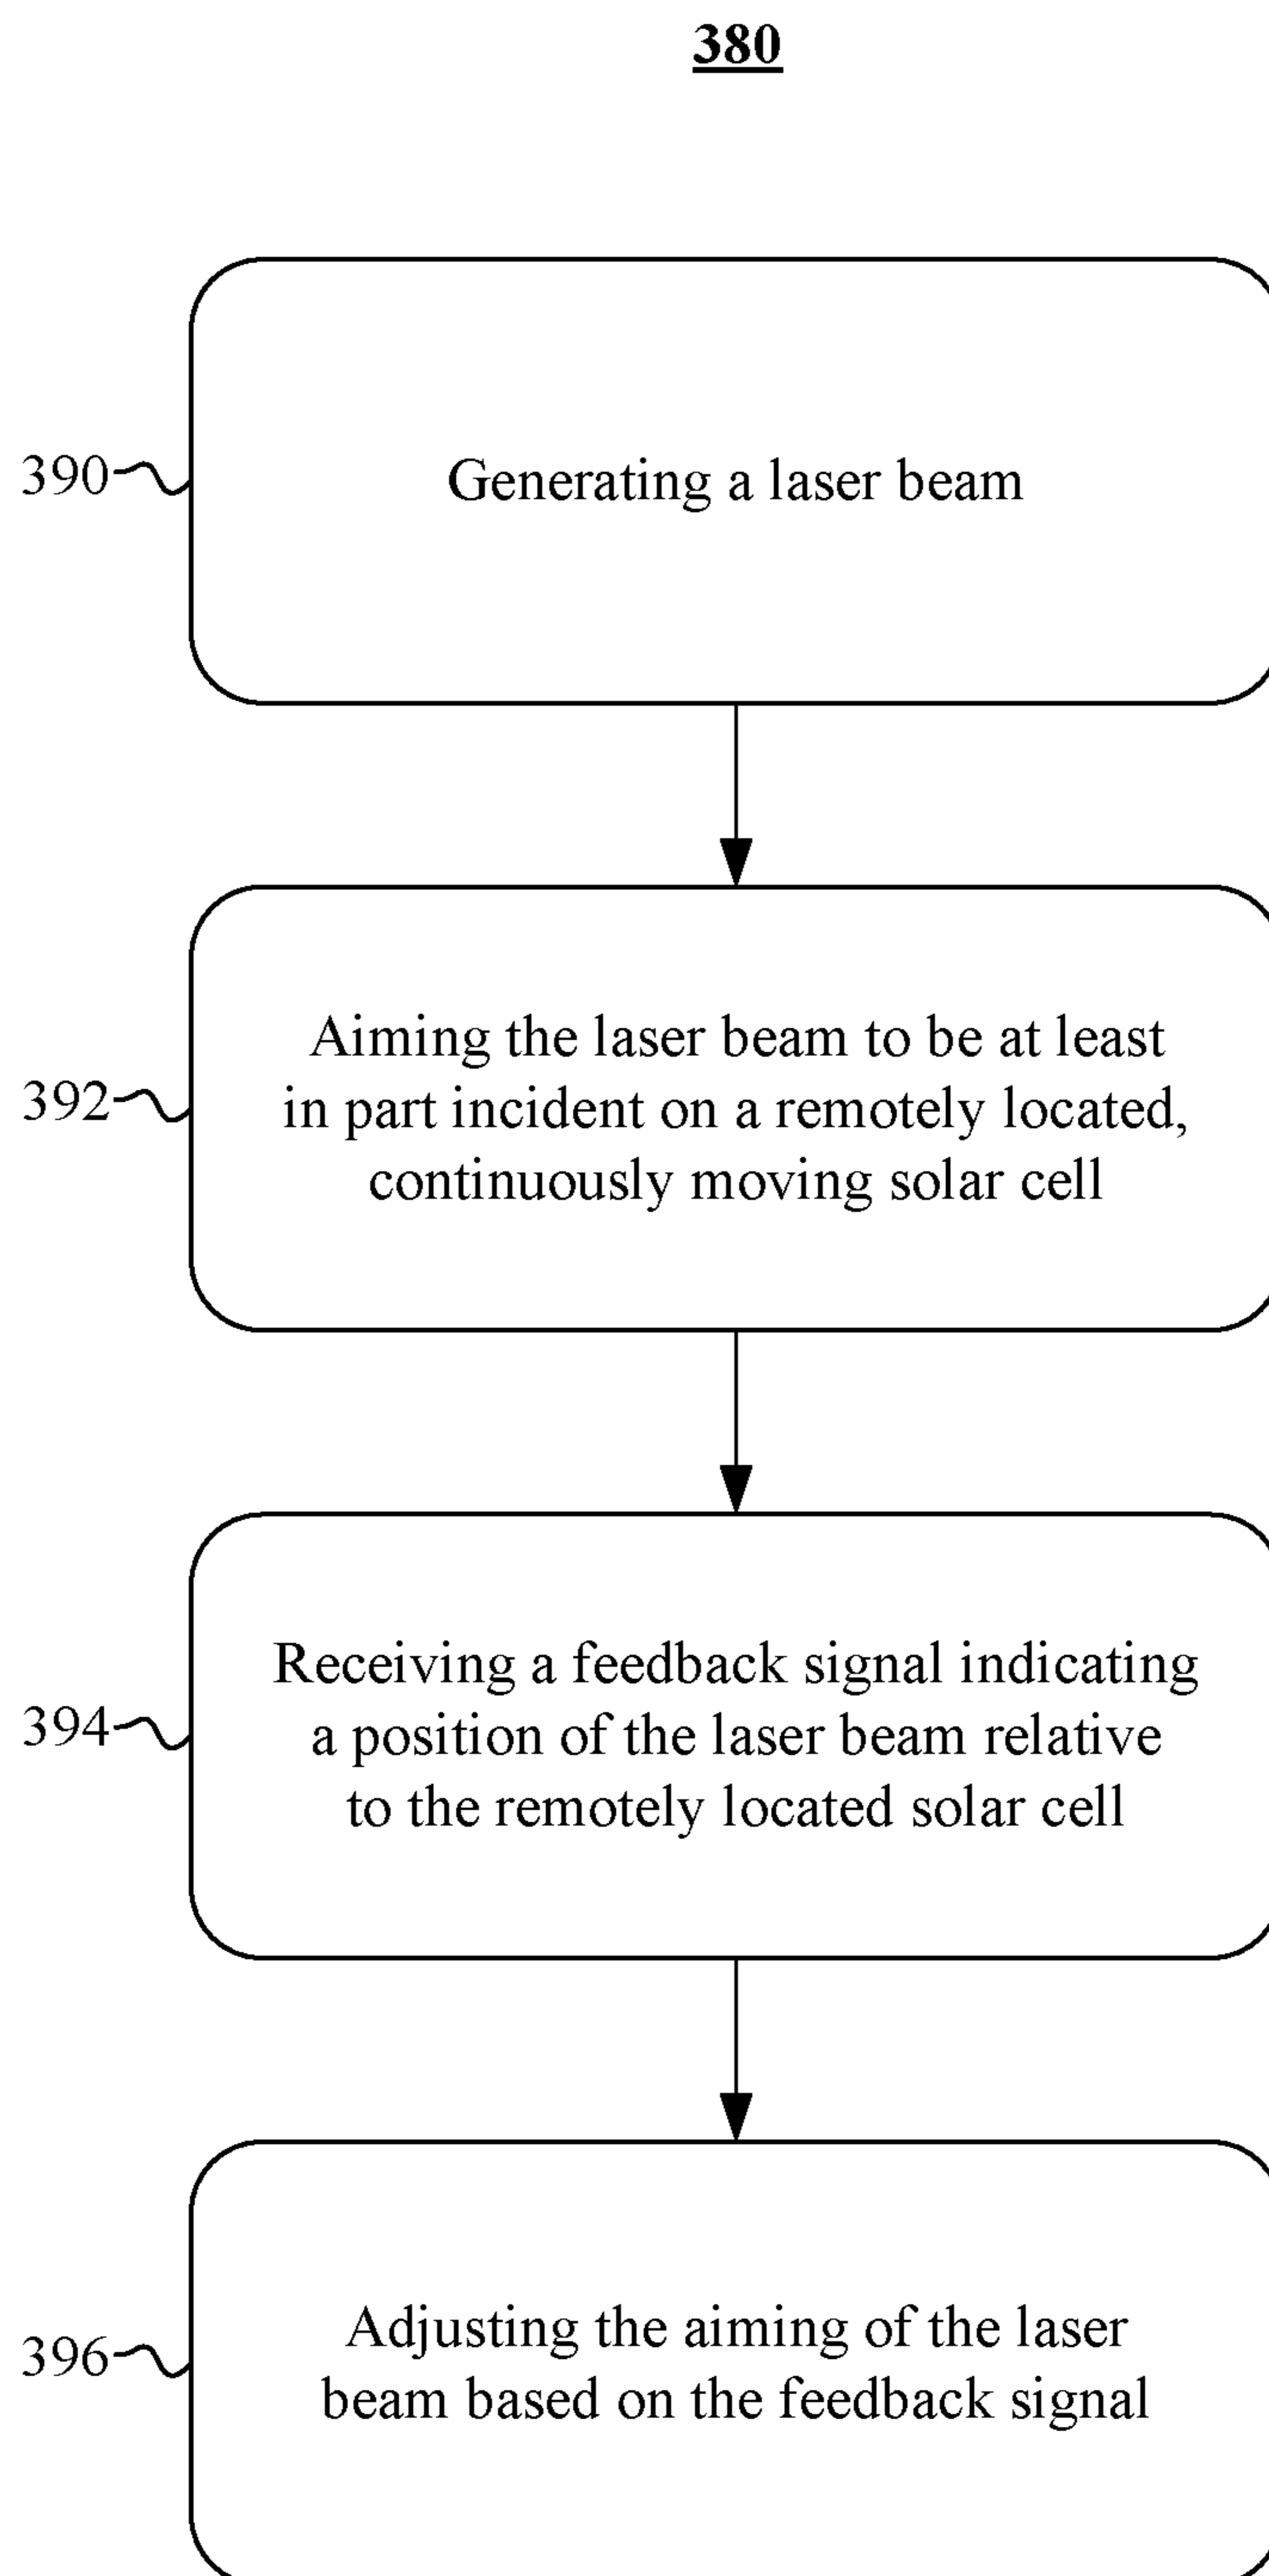 380
390
Generating a laser beam
392
Aiming the laser beam to be at least
in part incident on a remotely located,
continuously moving solar cell
394
Receiving a feedback signal indicating
a position of the laser beam relative
to the remotely located solar cell
396
Adjusting the aiming of the laser
beam based on the feedback signal